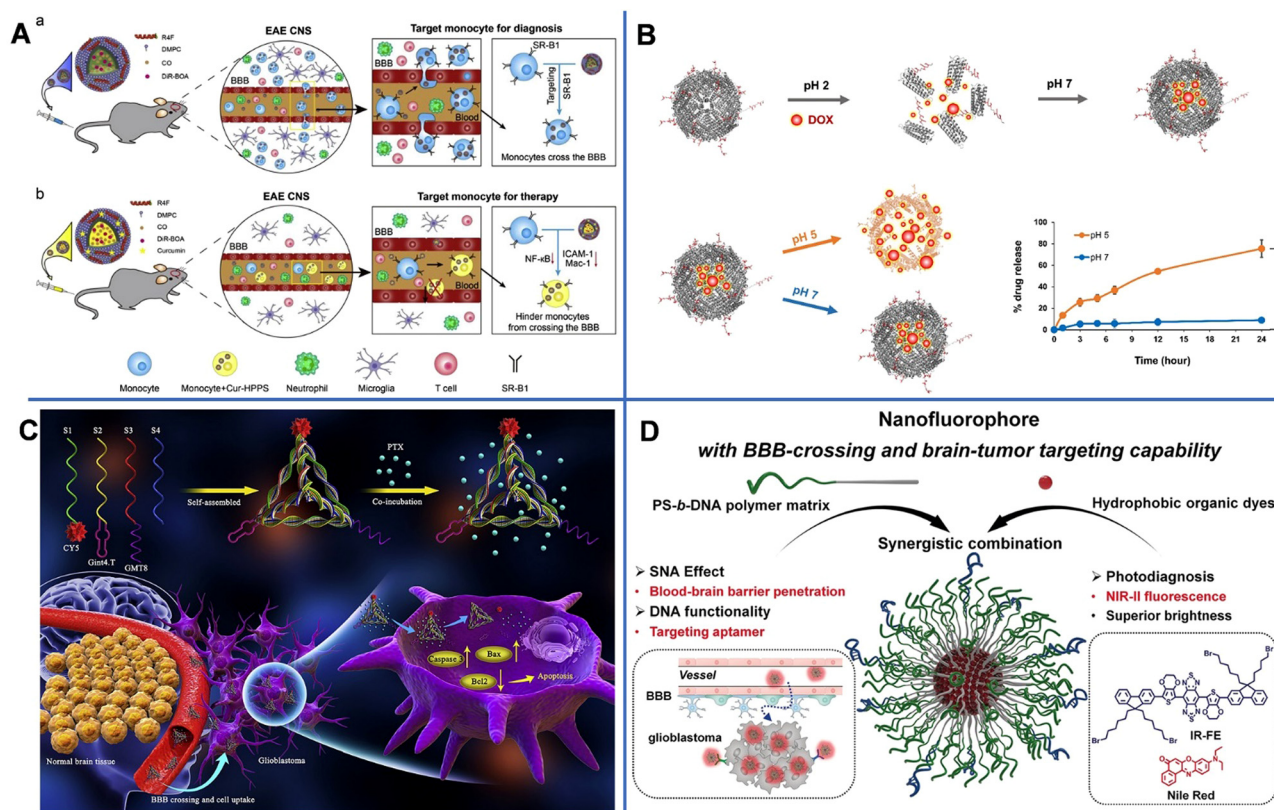 A
a
R4F
DMPC
CO
DiR-BOA
EAE CNS
BBB
Target monocyte for diagnosis
BBB
Blood
SR-B1
Targeting
SR-B1
Monocytes cross the BBB
b
R4F
DMPC
CO
DiR-BOA
Curcumin
EAE CNS
BBB
Target monocyte for therapy
BBB
Blood
NF-κB
ICAM-1
Mac-1
Hinder monocytes
from crossing the BBB
Monocyte
Monocyte+Cur-HPPS
Neutrophil
Microglia
T cell
SR-B1
B
pH 2
DOX
pH 7
pH 5
pH 7
% drug release
100
80
60
40
20
0
pH 5
pH 7
0 3 6 9 12 15 18 21 24
Time (hour)
C
S1 S2 S3 S4
CY5
Gint4.T
GMT8
Self-assembled
PTX
Co-incubation
Caspase 3
Bax
Bcl2
Apoptosis
Normal brain tissue
Glioblastoma
BBB crossing and cell uptake
D
Nanofluorophore
with BBB-crossing and brain-tumor targeting capability
PS-b-DNA polymer matrix
Hydrophobic organic dyes
Synergistic combination
➢ SNA Effect
• Blood-brain barrier penetration
➢ DNA functionality
• Targeting aptamer
Vessel
BBB
glioblastoma
➢ Photodiagnosis
• NIR-II fluorescence
• Superior brightness
Br
Br
Br
Br
IR-FE
Nile Red